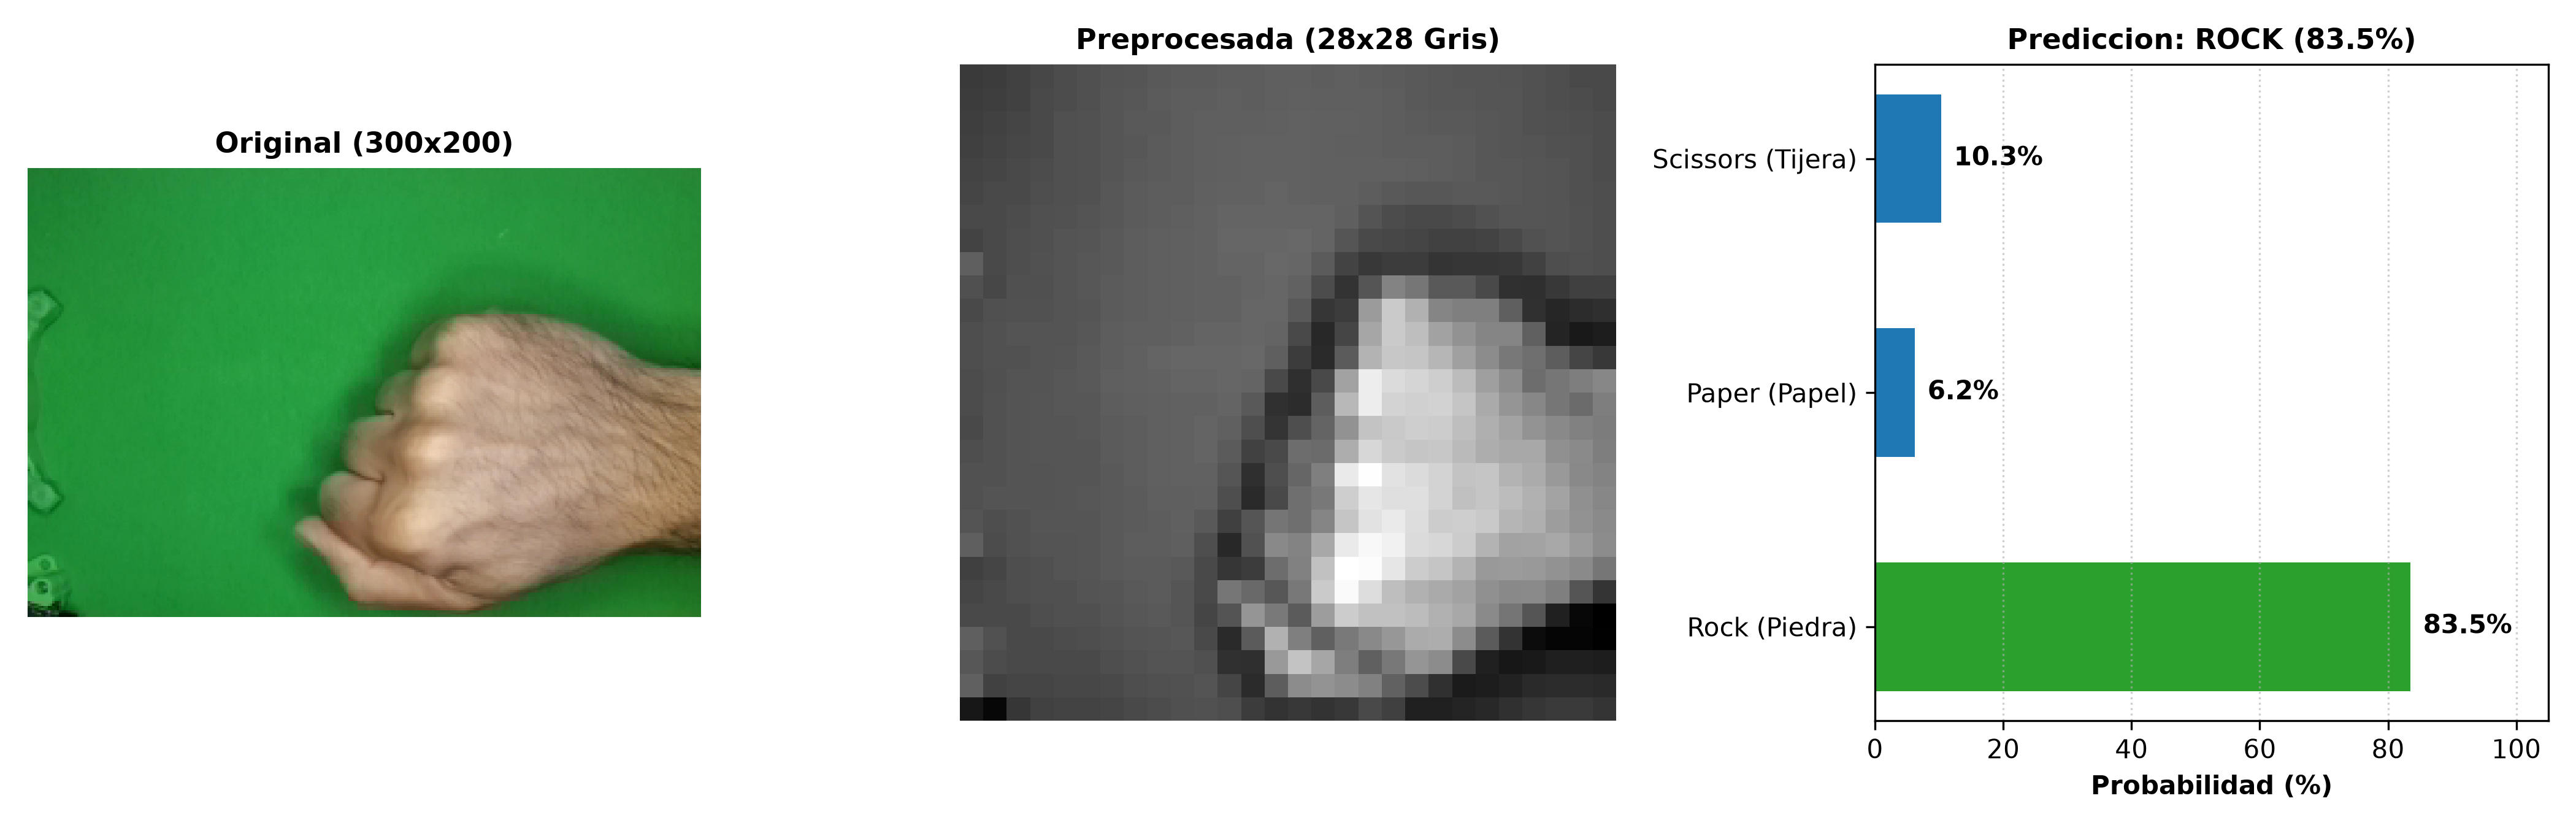 Original (300x200)
Preprocesada (28x28 Gris)
Prediccion: ROCK (83.5%)
Scissors (Tijera)
10.3%
Paper (Papel)
6.2%
Rock (Piedra)
83.5%
0 20 40 60 80 100
Probabilidad (%)